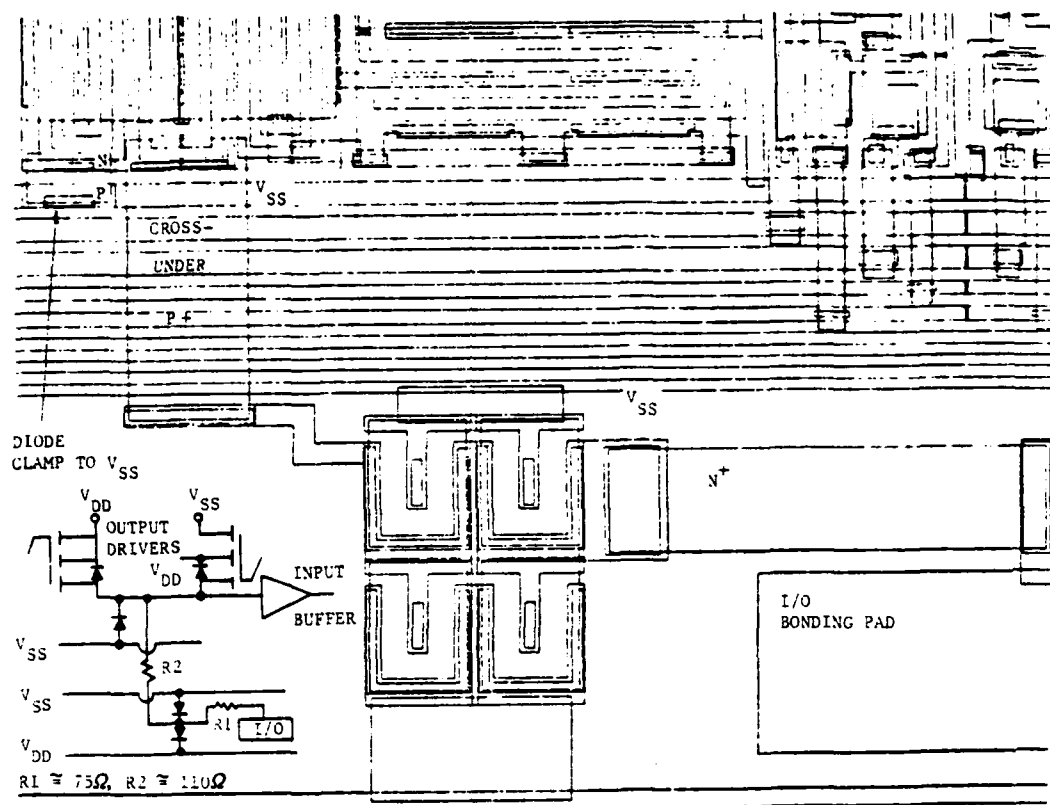 N+
P+
V_SS
CROSS-
UNDER
P+
V_SS
DIODE
CLAMP TO V_SS
N+
V_DD
V_SS
OUTPUT
DRIVERS
V_DD
INPUT
BUFFER
V_SS
R2
V_SS
R1
I/O
V_DD
R1 ≅ 75Ω, R2 ≅ 110Ω
I/O
BONDING PAD